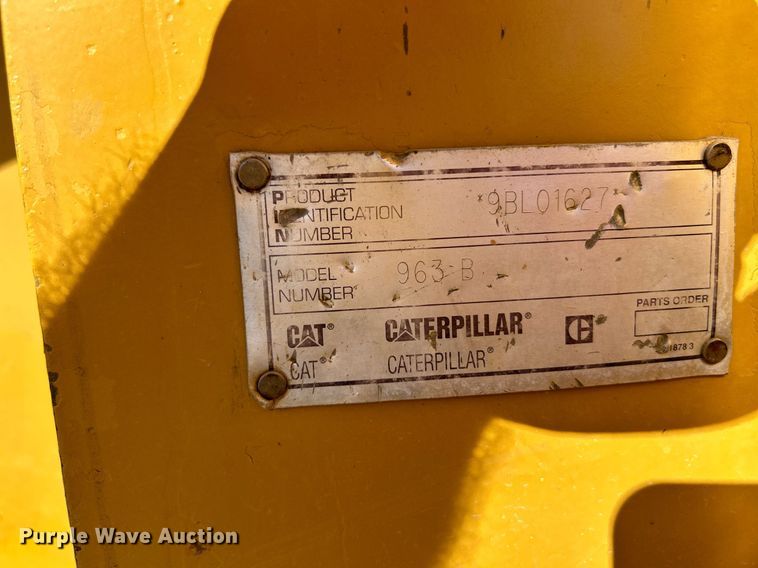 PRODUCT
IDENTIFICATION
NUMBER
*9BL01627*
MODEL
NUMBER
963 B
PARTS ORDER
CAT® CATERPILLAR®
CAT® CATERPILLAR®
Purple Wave Auction®